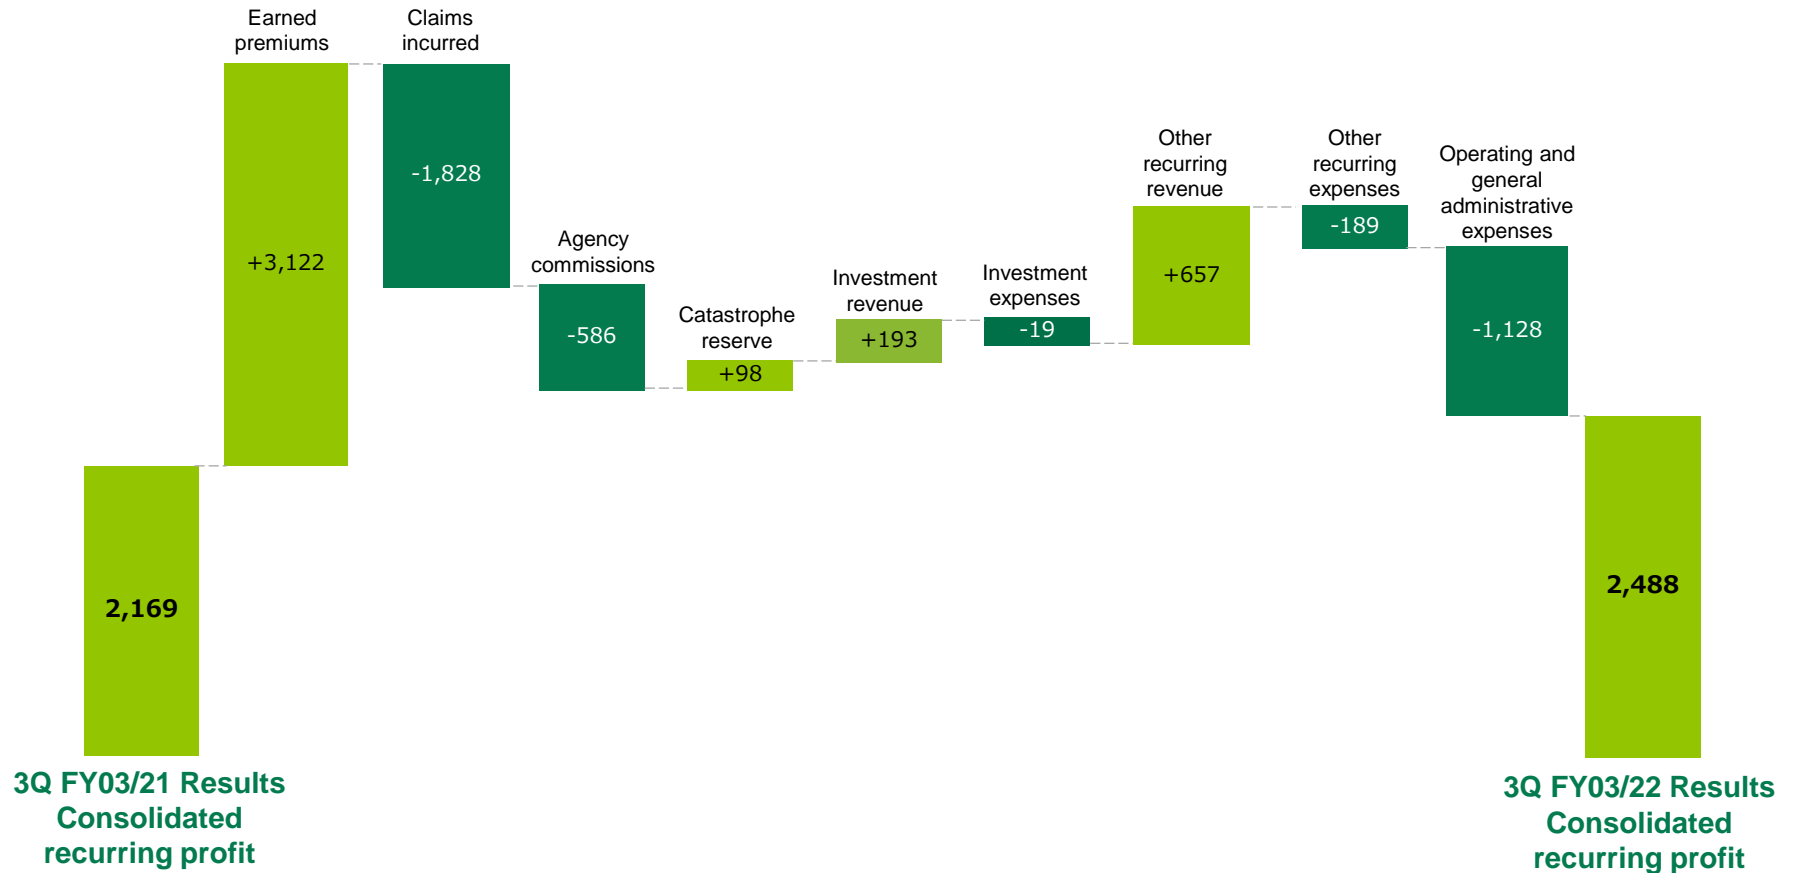 Earned
premiums
+3,122
Claims
incurred
-1,828
Agency
commissions
-586
Catastrophe
reserve
+98
Investment
revenue
+193
Investment
expenses
-19
Other
recurring
revenue
+657
Other
recurring
expenses
-189
Operating and
general
administrative
expenses
-1,128
2,169
3Q FY03/21 Results
Consolidated
recurring profit
2,488
3Q FY03/22 Results
Consolidated
recurring profit